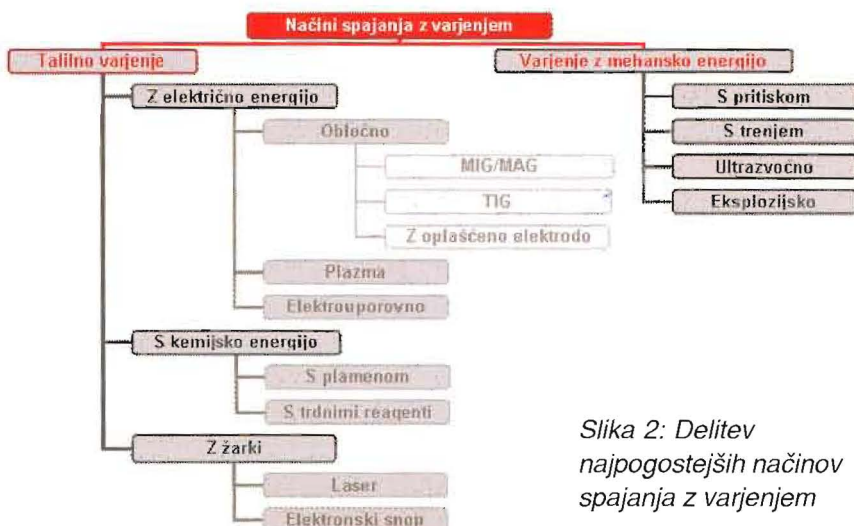 Načini spajanja z varjenjem
Talilno varjenje
Varjenje z mehansko energijo
Z električno energijo
S pritiskom
S trenjem
Ultrazvočno
Eksplozijsko
Obločno
MIG/MAG
TIG
Z oplaščeno elektrodo
Plazma
Elektrouporovno
S kemijsko energijo
S plamenom
S trdnimi reagenti
Z žarki
Laser
Elektronski snop
Slika 2: Delitev
najpogostejših načinov
spajanja z varjenjem